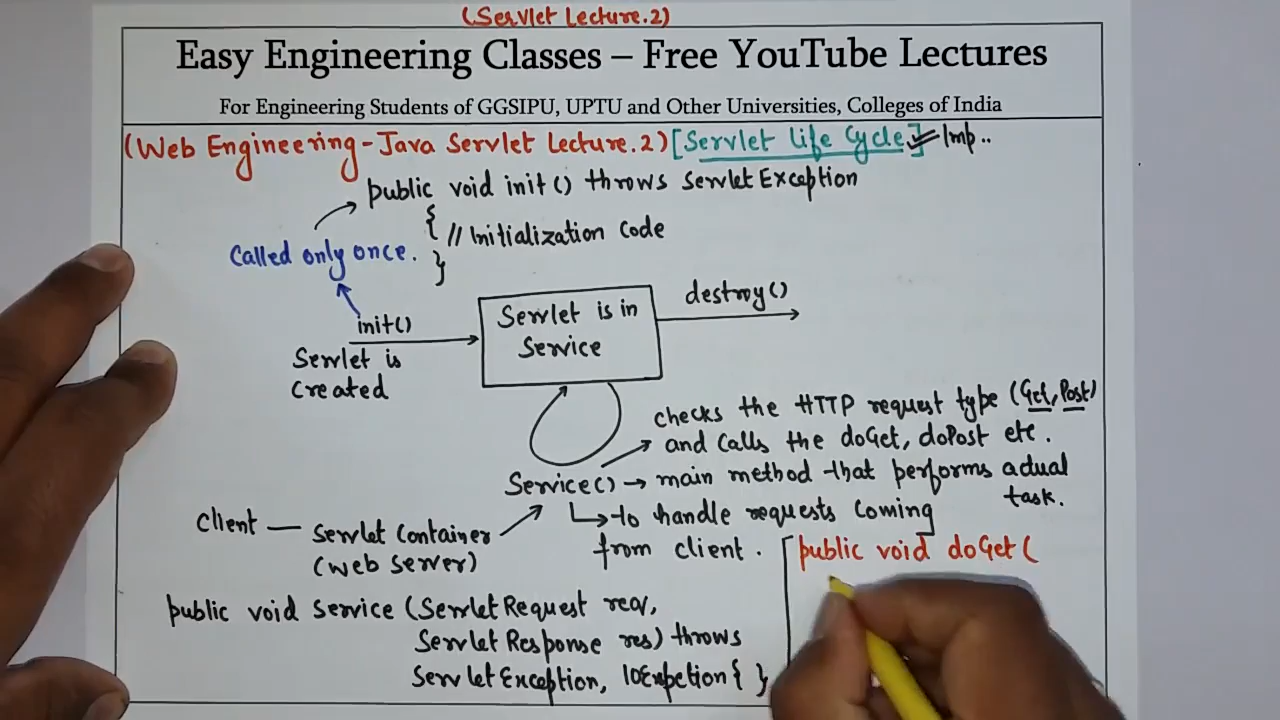 (Servlet Lecture.2)
Easy Engineering Classes – Free YouTube Lectures
For Engineering Students of GGSIPU, UPTU and Other Universities, Colleges of India
(Web Engineering-Java Servlet Lecture.2) [Servlet Life Cycle] Imp..
public void init() throws ServletException
{ // Initialization Code
}
Called only once.
init()
Servlet is
created
Servlet is in
Service
destroy()
checks the HTTP request type (Get, Post)
and calls the doGet, doPost etc.
Service() → main method that performs actual
task.
→ to handle requests coming
from client.
client — Servlet Container
(web server)
public void service (ServletRequest req,
ServletResponse res) throws
ServletException, IOExpection { }
public void doGet (